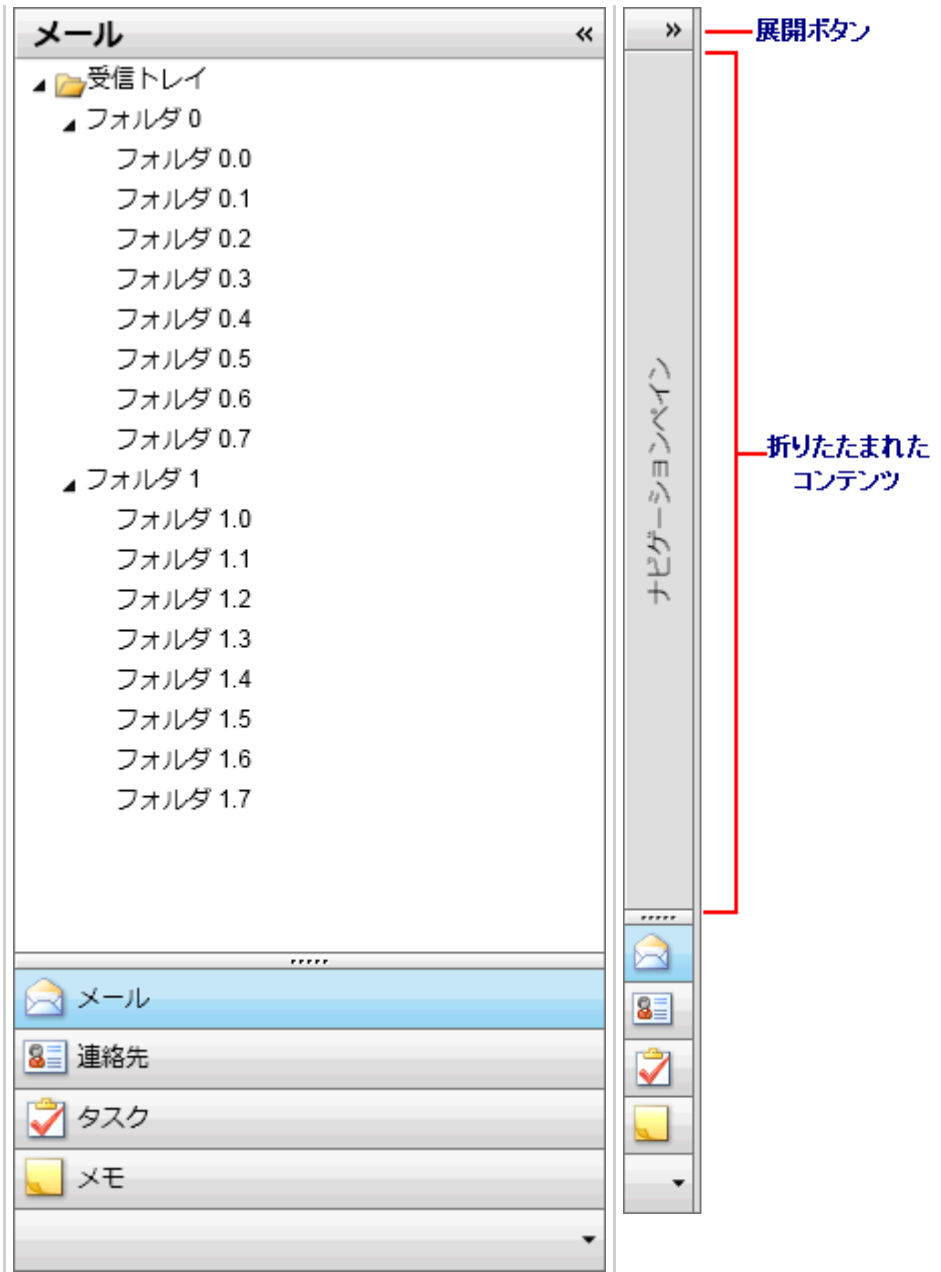 メール
«
受信トレイ
フォルダ 0
フォルダ 0.0
フォルダ 0.1
フォルダ 0.2
フォルダ 0.3
フォルダ 0.4
フォルダ 0.5
フォルダ 0.6
フォルダ 0.7
フォルダ 1
フォルダ 1.0
フォルダ 1.1
フォルダ 1.2
フォルダ 1.3
フォルダ 1.4
フォルダ 1.5
フォルダ 1.6
フォルダ 1.7
メール
連絡先
タスク
メモ
»
展開ボタン
ナビゲーションペイン
折りたたまれた
コンテンツ